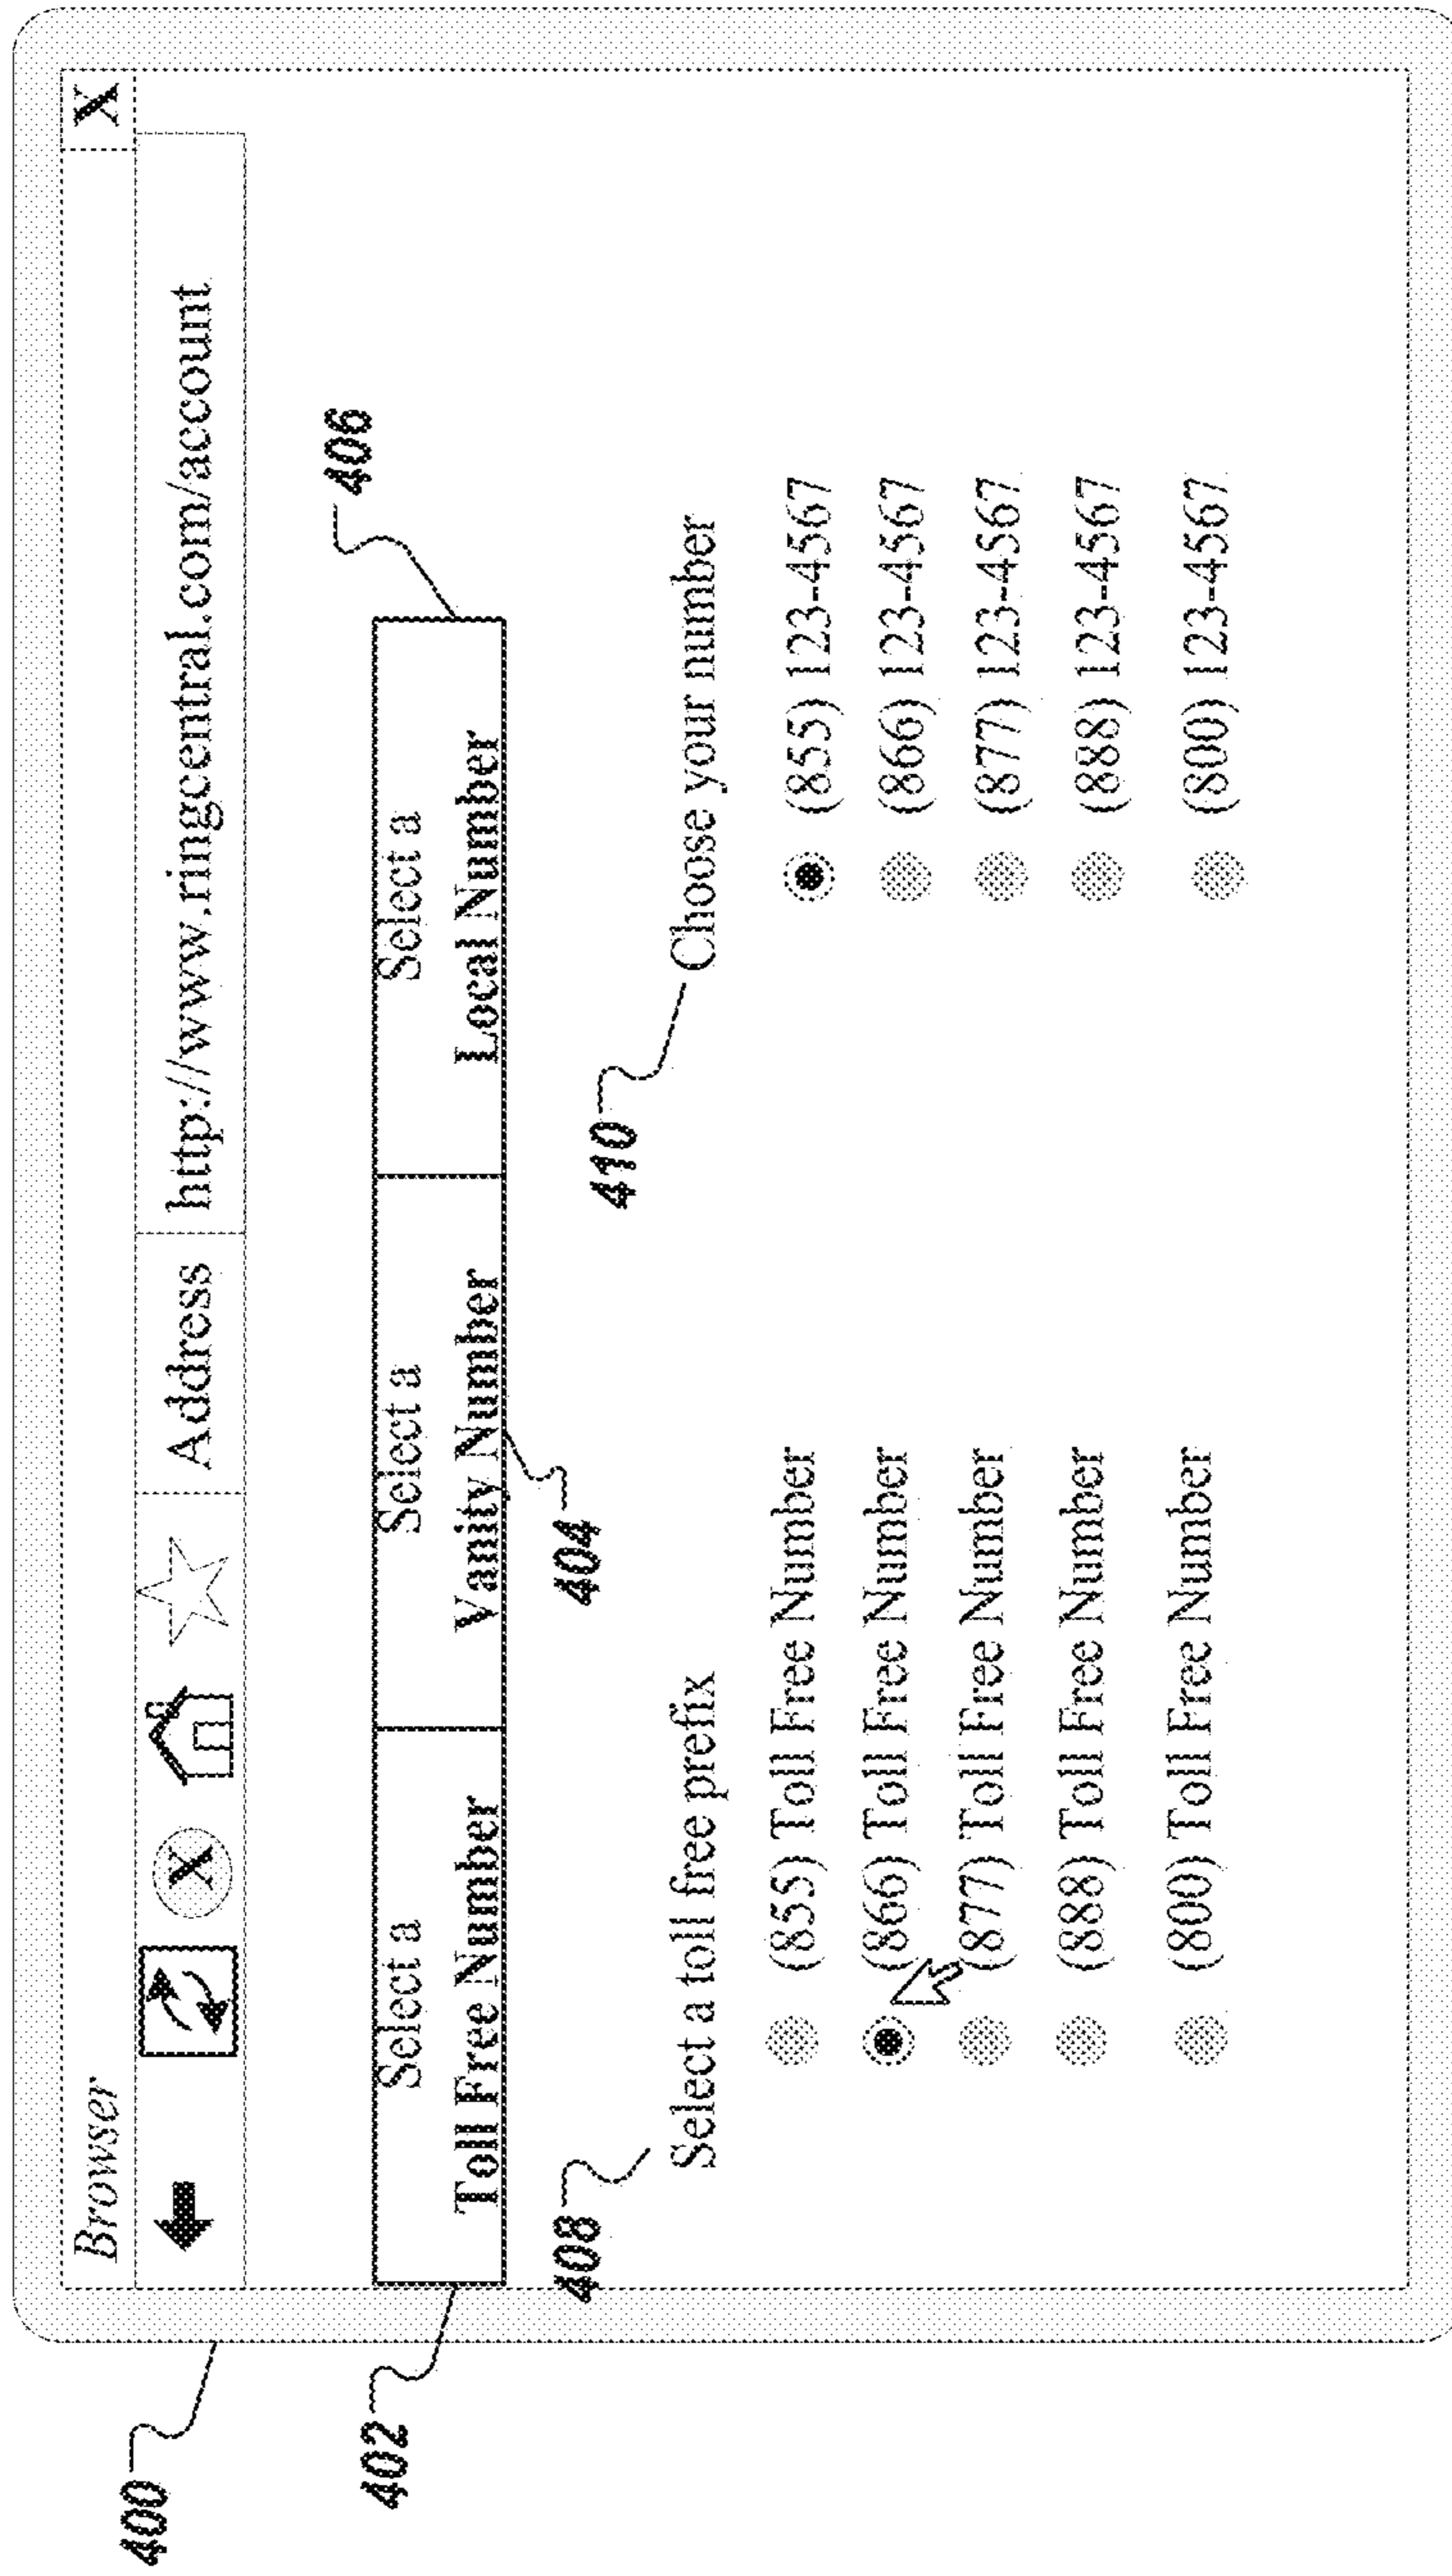 400
Browser
X
X
Address
http://www.ringcentral.com/account
402
406
Select a
Toll Free Number
Select a
Vanity Number
Select a
Local Number
404
408
410
Select a toll free prefix
(855) Toll Free Number
(866) Toll Free Number
(877) Toll Free Number
(888) Toll Free Number
(800) Toll Free Number
Choose your number
(855) 123-4567
(866) 123-4567
(877) 123-4567
(888) 123-4567
(800) 123-4567